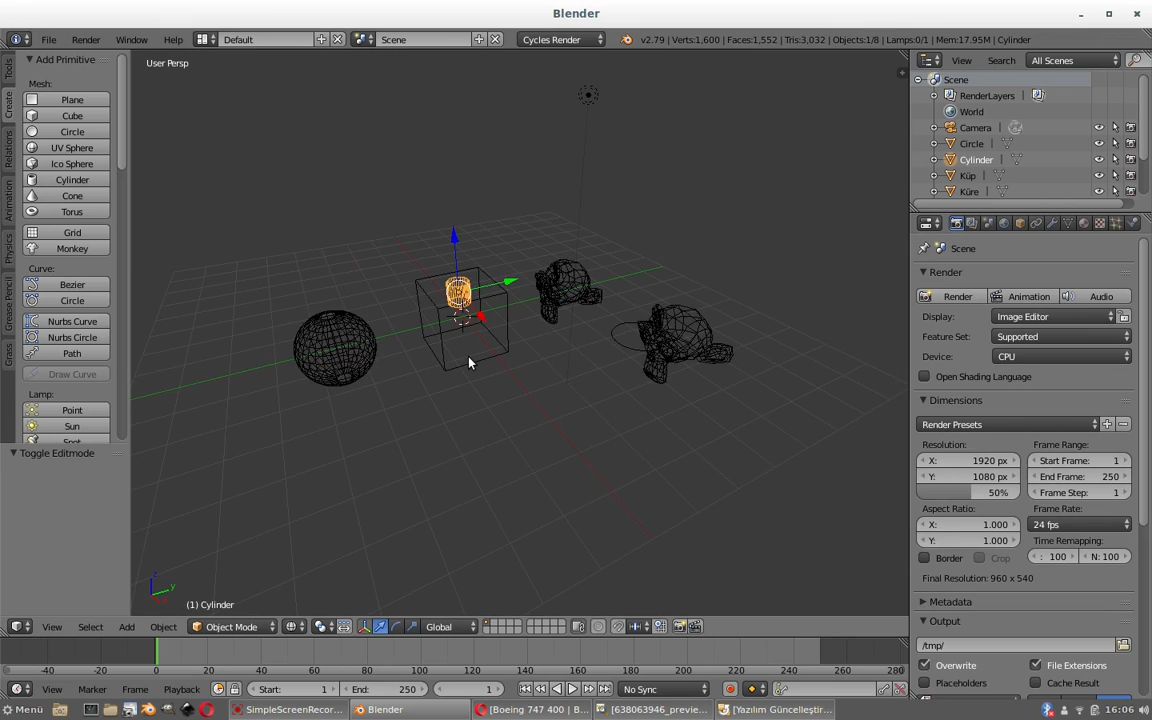 Blender
File Render Window Help Default Scene Cycles Render v2.79 | Verts:1,600 | Faces:1,552 | Tris:3,032 | Objects:1/8 | Lamps:0/1 | Mem:17.95M | Cylinder
Tools
Create
Relations
Animation
Physics
Grease Pencil
Grass
Add Primitive
Mesh:
Plane
Cube
Circle
UV Sphere
Ico Sphere
Cylinder
Cone
Torus
Grid
Monkey
Curve:
Bezier
Circle
Nurbs Curve
Nurbs Circle
Path
Draw Curve
Lamp:
Point
Sun
Spot
Toggle Editmode
User Persp
z
y
(1) Cylinder
View Select Add Object Object Mode Global
View Search All Scenes
Scene
RenderLayers |
World
Camera |
Circle |
Cylinder |
Küp |
Küre |
Scene
Render
Render Animation Audio
Display: Image Editor
Feature Set: Supported
Device: CPU
Open Shading Language
Dimensions
Render Presets
Resolution: Frame Range:
X: 1920 px Start Frame: 1
Y: 1080 px End Frame: 250
50% Frame Step: 1
Aspect Ratio: Frame Rate:
X: 1.000 24 fps
Y: 1.000 Time Remapping:
Border Crop : 100 N: 100
Final Resolution: 960 x 540
Metadata
Output
/tmp/
Overwrite File Extensions
Placeholders Cache Result
-40 -20 0 20 40 60 80 100 120 140 160 180 200 220 240 260 280
View Marker Frame Playback Start: 1 End: 250 1 No Sync
Menü SimpleScreenRecor... Blender [Boeing 747 400 | B... [638063946_previe... [Yazılım Güncelleştir... 16:06